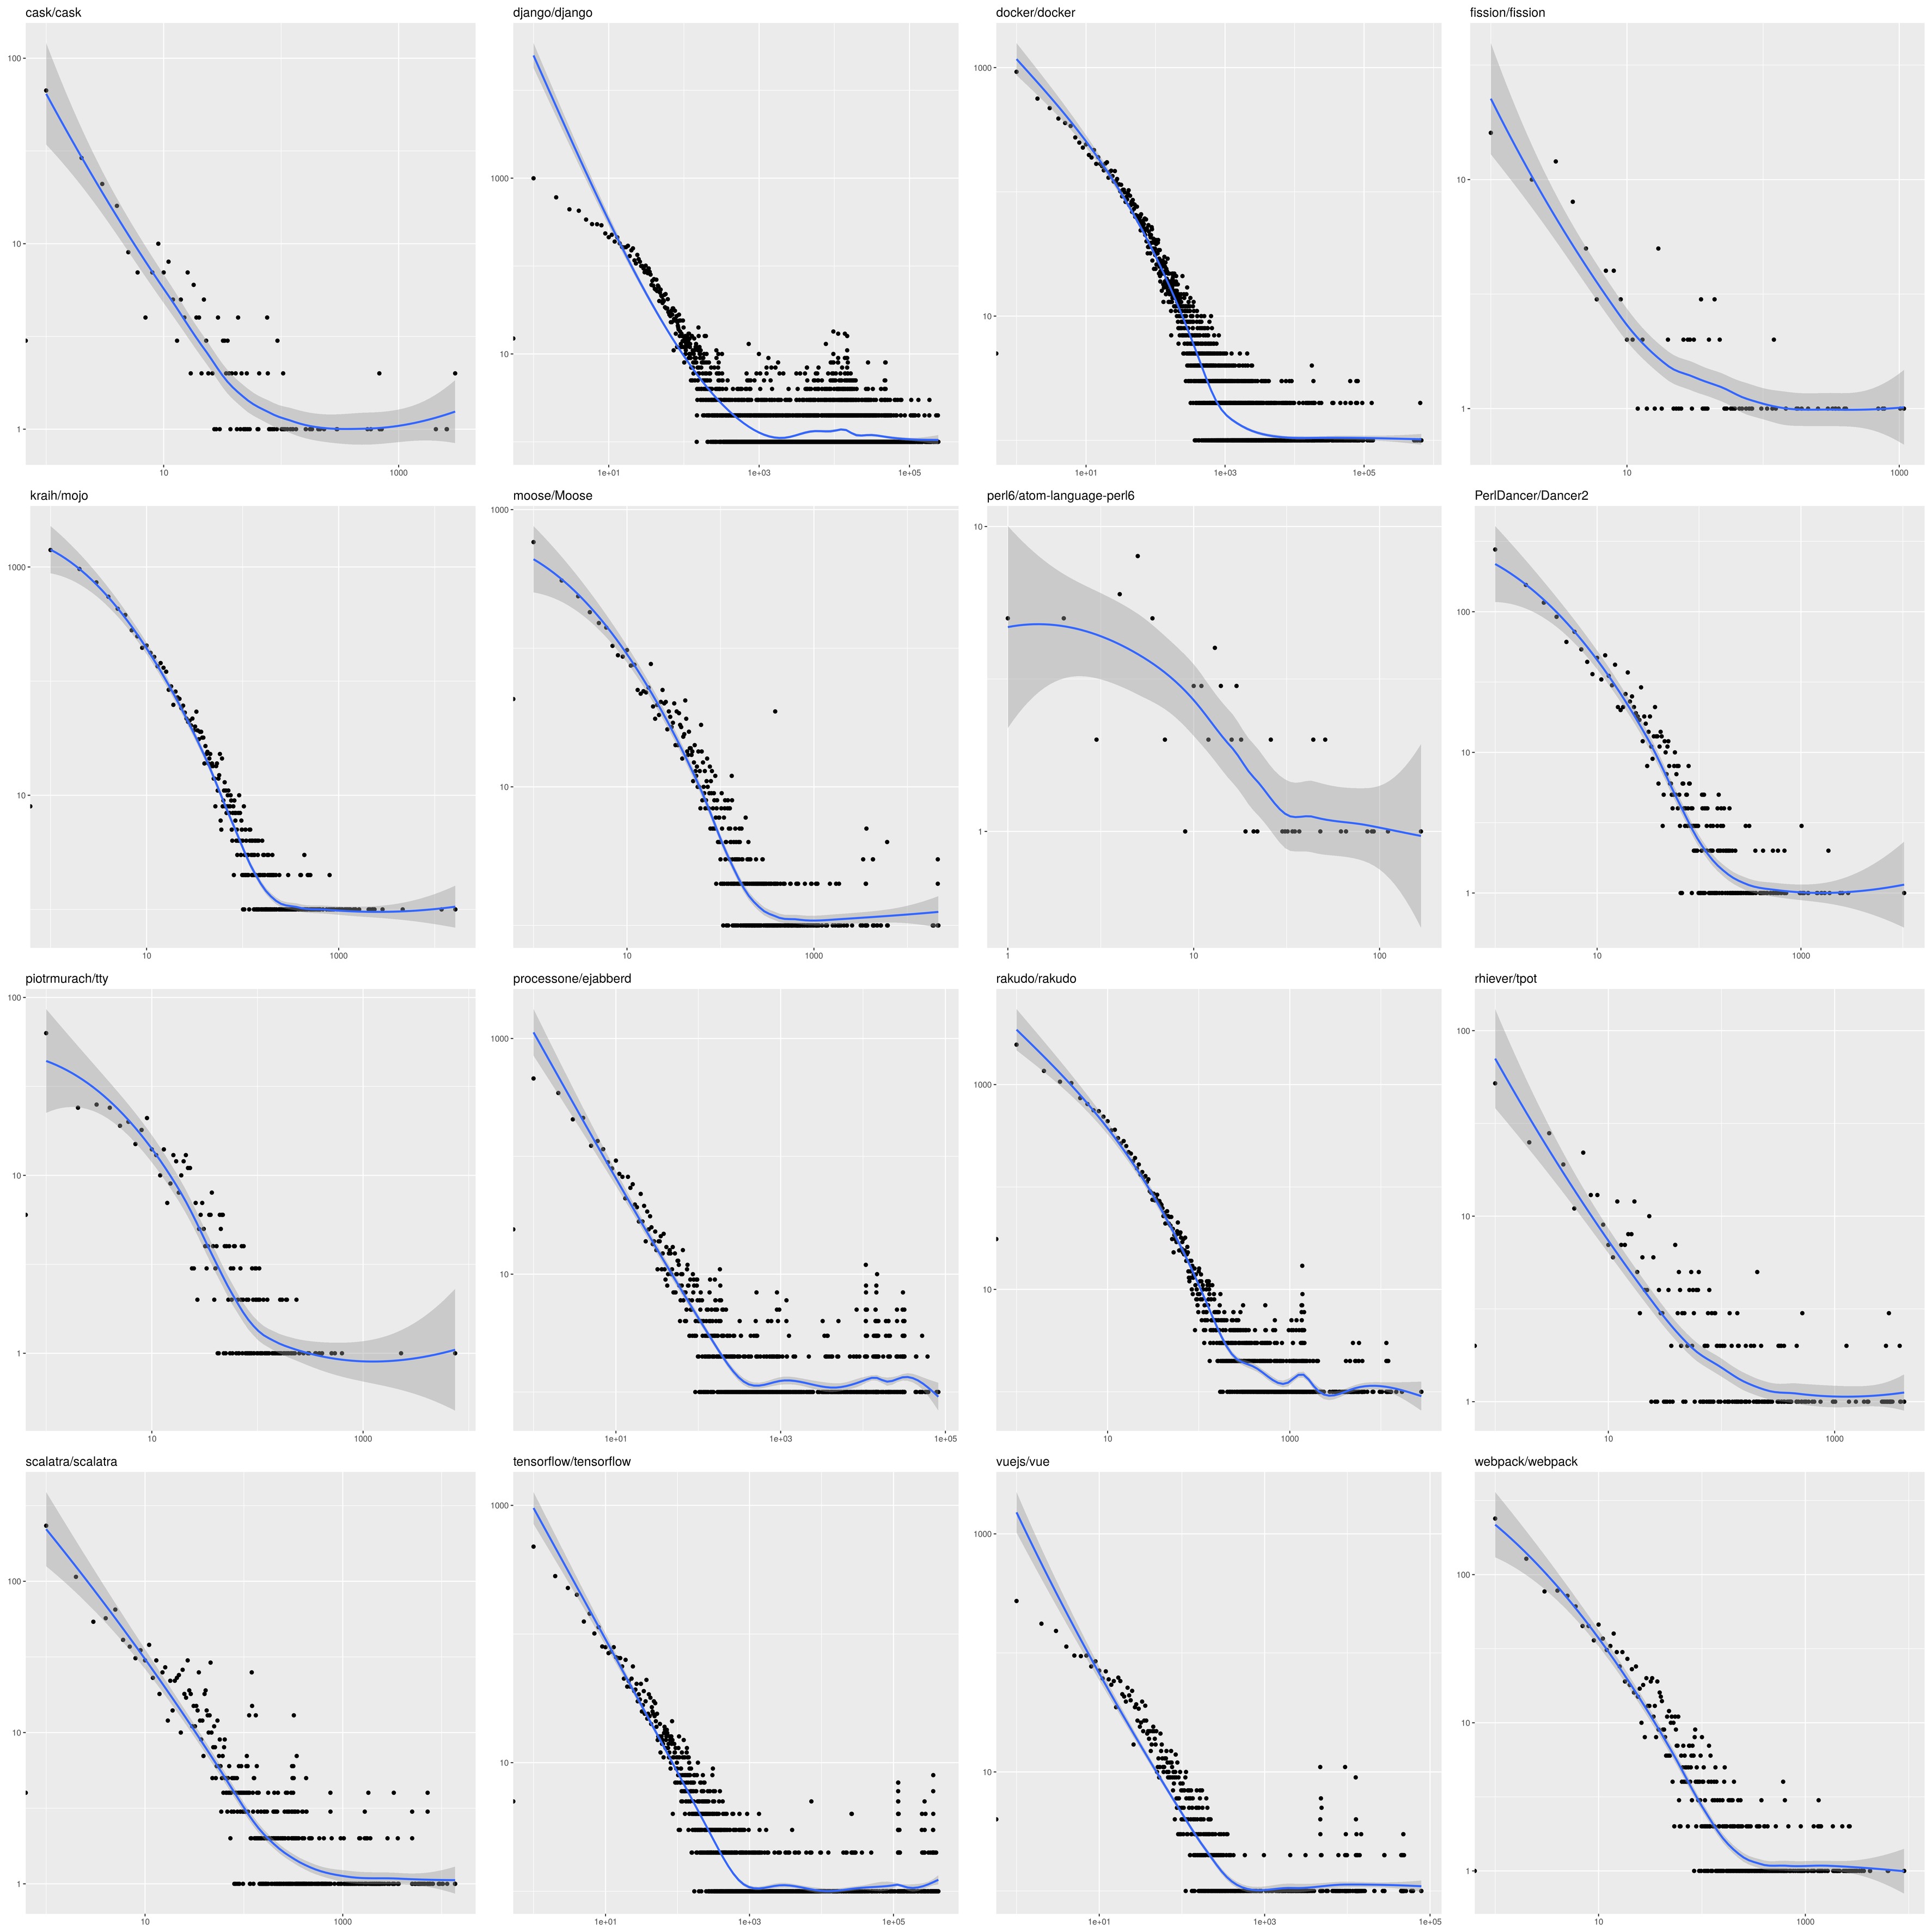 cask/cask
100
10
1
10
1000
django/django
1000
10
1e+01
1e+03
1e+05
docker/docker
1000
10
1e+01
1e+03
1e+05
fission/fission
10
1
10
1000
kraih/mojo
1000
10
10
1000
moose/Moose
1000
10
10
1000
perl6/atom-language-perl6
10
1
1
10
100
PerlDancer/Dancer2
100
10
1
10
1000
piotrmurach/tty
100
10
1
10
1000
processone/ejabberd
1000
10
1e+01
1e+03
1e+05
rakudo/rakudo
1000
10
10
1000
rhiever/tpot
100
10
1
10
1000
scalatra/scalatra
100
10
1
10
1000
tensorflow/tensorflow
1000
10
1e+01
1e+03
1e+05
vuejs/vue
1000
10
1e+01
1e+03
1e+05
webpack/webpack
100
10
1
10
1000